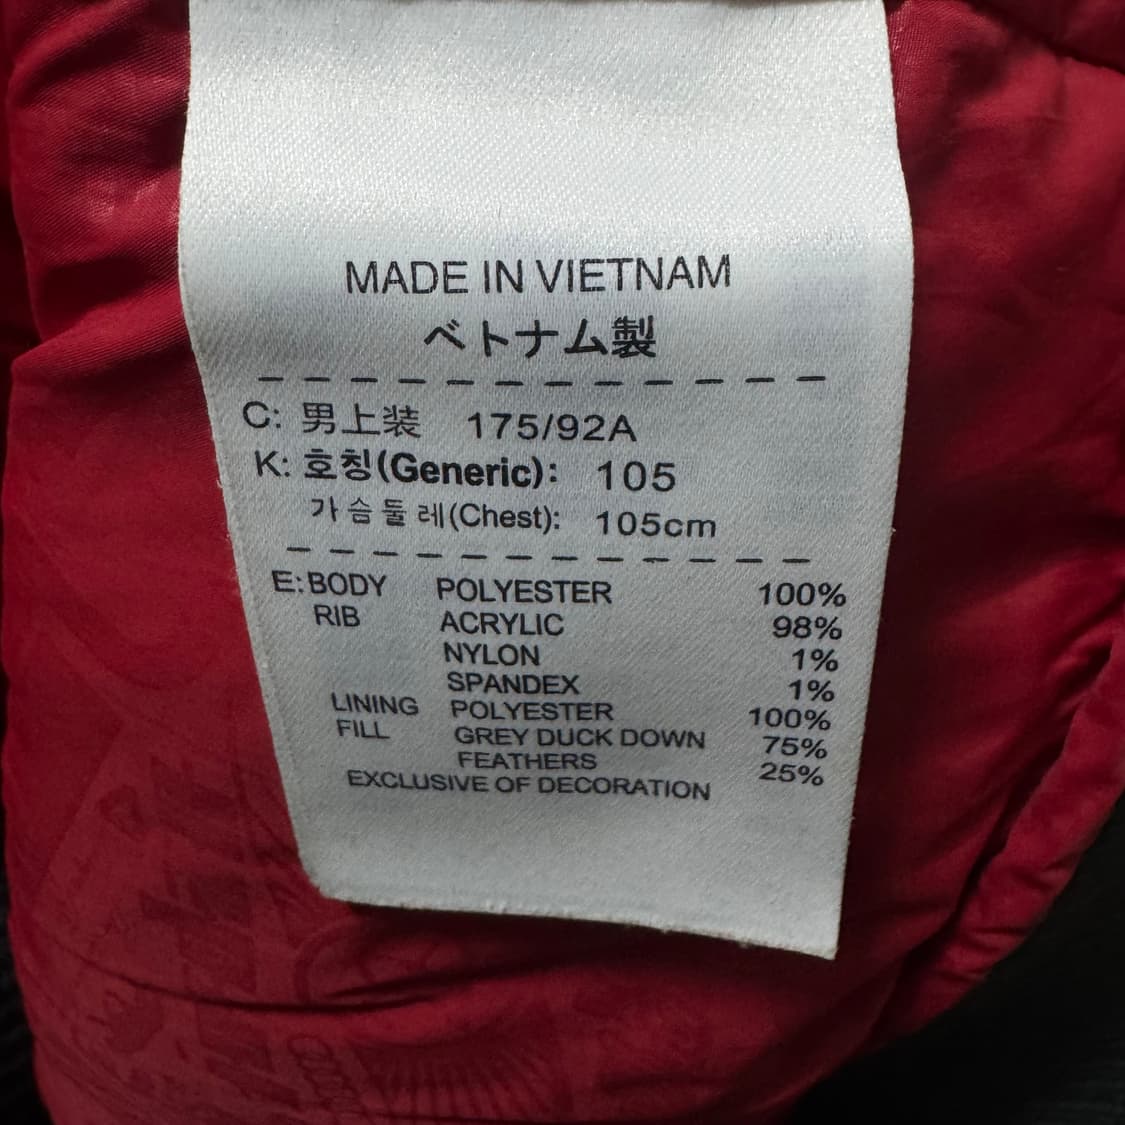 MADE IN VIETNAM
ベトナム製
C: 男上装 175/92A
K: 호칭(Generic): 105
가슴둘레(Chest): 105cm
E: BODY POLYESTER 100%
RIB ACRYLIC 98%
NYLON 1%
SPANDEX 1%
LINING POLYESTER 100%
FILL GREY DUCK DOWN 75%
FEATHERS 25%
EXCLUSIVE OF DECORATION